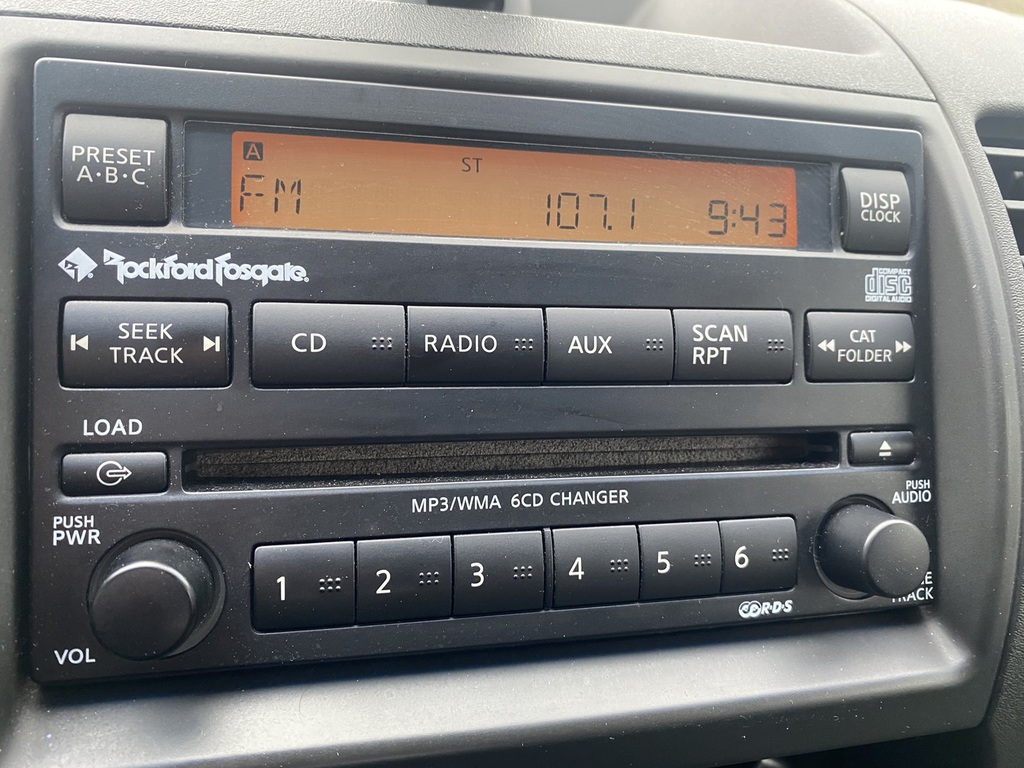 PRESET
A·B·C
A
ST
FM
107.1
9:43
DISP
CLOCK
Rockford Fosgate
COMPACT
disc
DIGITAL AUDIO
SEEK
TRACK
CD
RADIO
AUX
SCAN
RPT
CAT
FOLDER
LOAD
MP3/WMA 6CD CHANGER
PUSH
PWR
PUSH
AUDIO
1
2
3
4
5
6
R·D·S
VOL